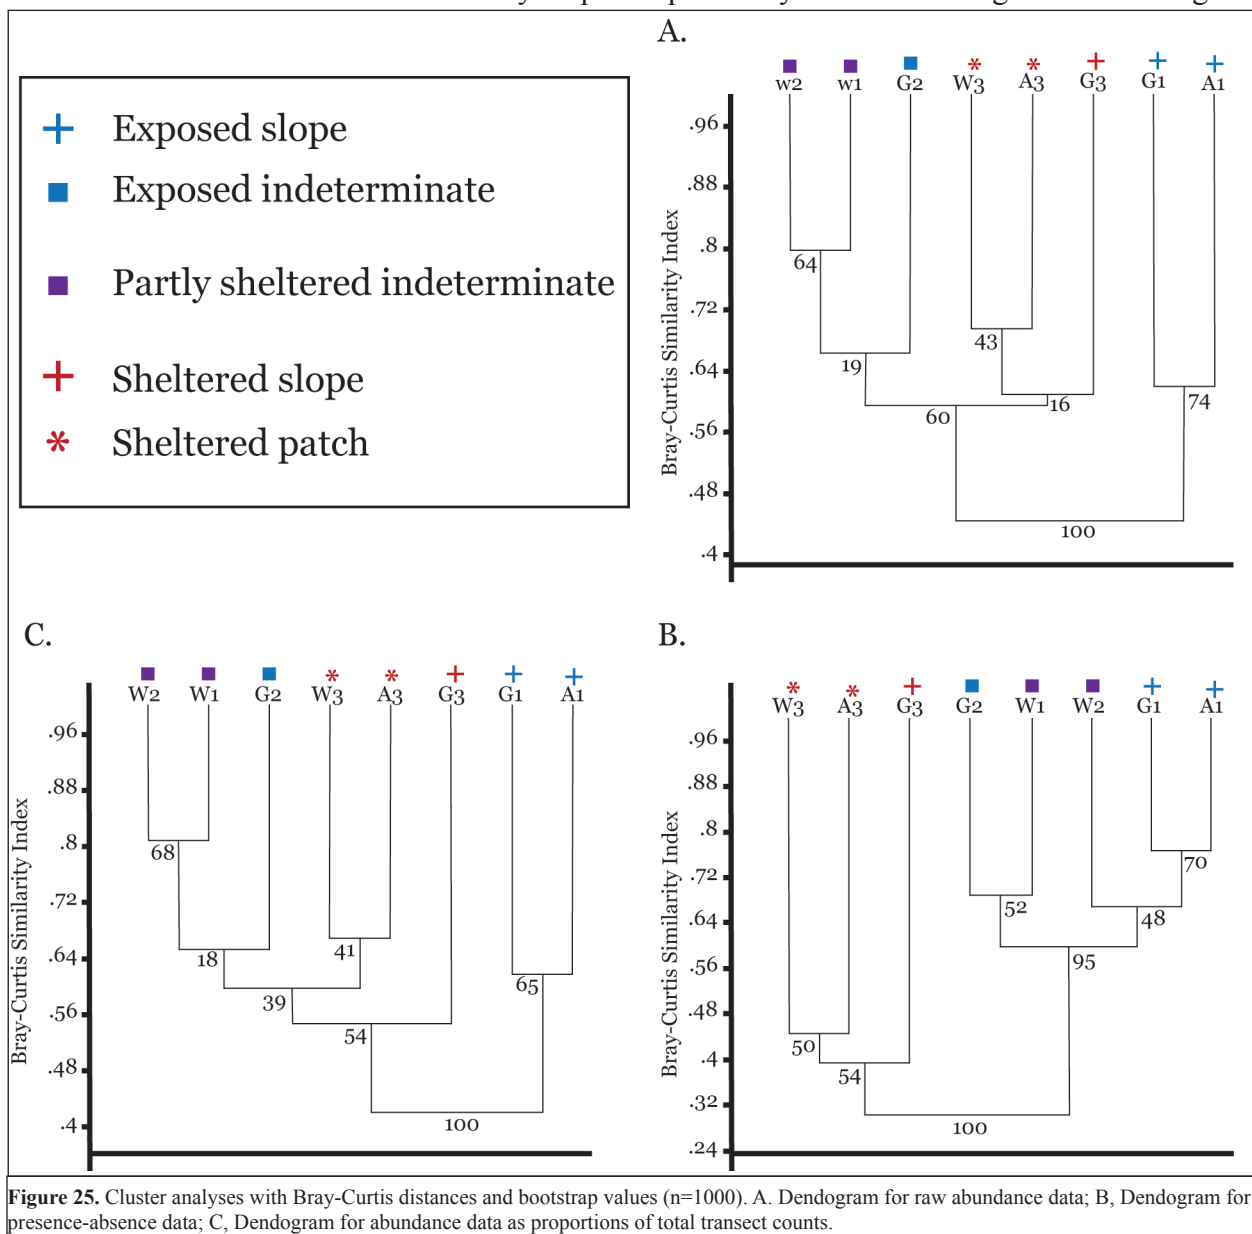 A.
Exposed slope
Exposed indeterminate
Partly sheltered indeterminate
Sheltered slope
Sheltered patch
w2 w1 G2 W3 A3 G3 G1 A1
Bray-Curtis Similarity Index
.96
.88
.8
.72
.64
.56
.48
.4
64
43
19
16
74
60
100
C.
W2 W1 G2 W3 A3 G3 G1 A1
Bray-Curtis Similarity Index
.96
.88
.8
.72
.64
.56
.48
.4
68
41
18
65
39
54
100
B.
W3 A3 G3 G2 W1 W2 G1 A1
Bray-Curtis Similarity Index
.96
.88
.8
.72
.64
.56
.48
.4
.32
.24
70
52
48
95
50
54
100
Figure 25. Cluster analyses with Bray-Curtis distances and bootstrap values (n=1000). A. Dendogram for raw abundance data; B, Dendogram for
presence-absence data; C, Dendogram for abundance data as proportions of total transect counts.